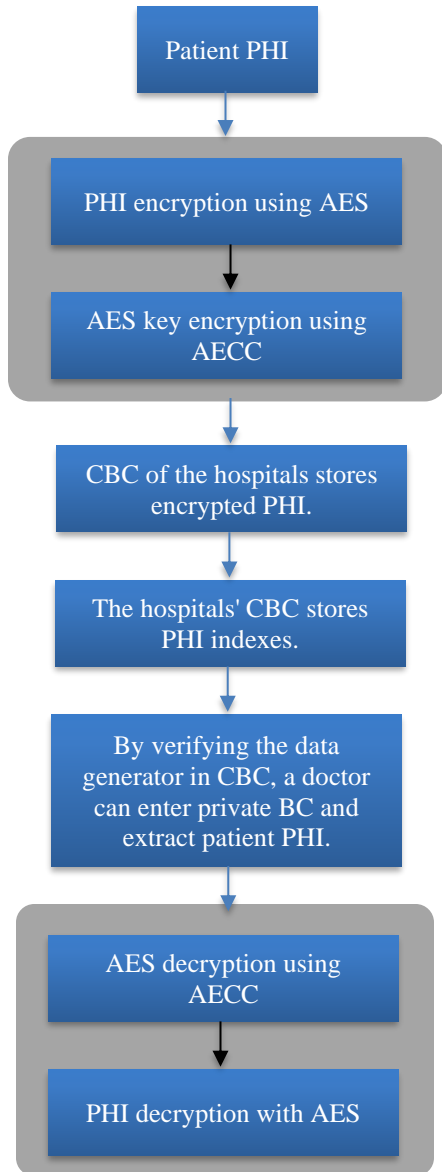 Patient PHI
PHI encryption using AES
AES key encryption using
AECC
CBC of the hospitals stores
encrypted PHI.
The hospitals' CBC stores
PHI indexes.
By verifying the data
generator in CBC, a doctor
can enter private BC and
extract patient PHI.
AES decryption using
AECC
PHI decryption with AES